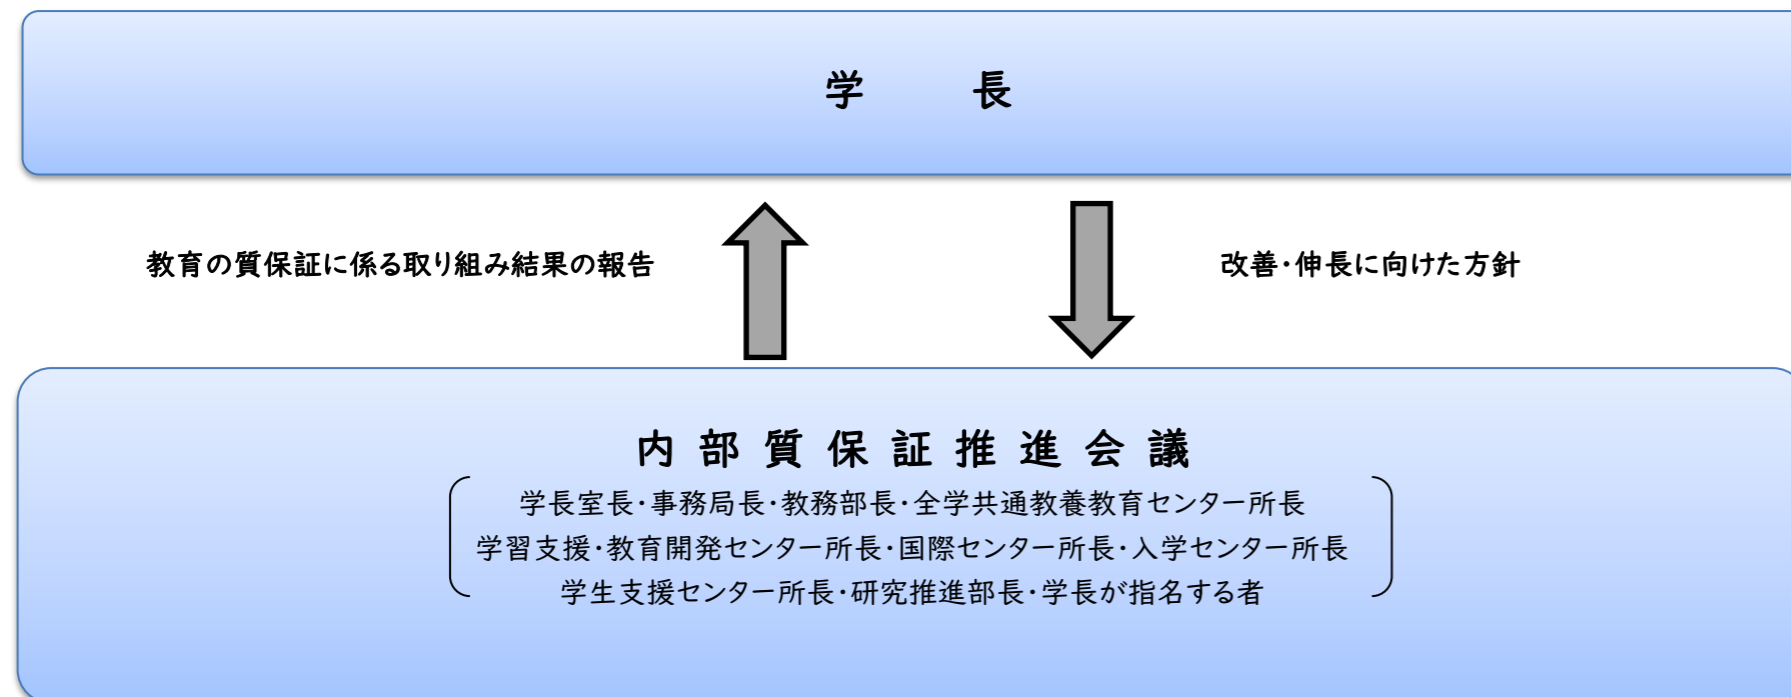 学長
教育の質保証に係る取り組み結果の報告
改善・伸長に向けた方針
内部質保証推進会議
学長室長・事務局長・教務部長・全学共通教養教育センター所長
学習支援・教育開発センター所長・国際センター所長・入学センター所長
学生支援センター所長・研究推進部長・学長が指名する者